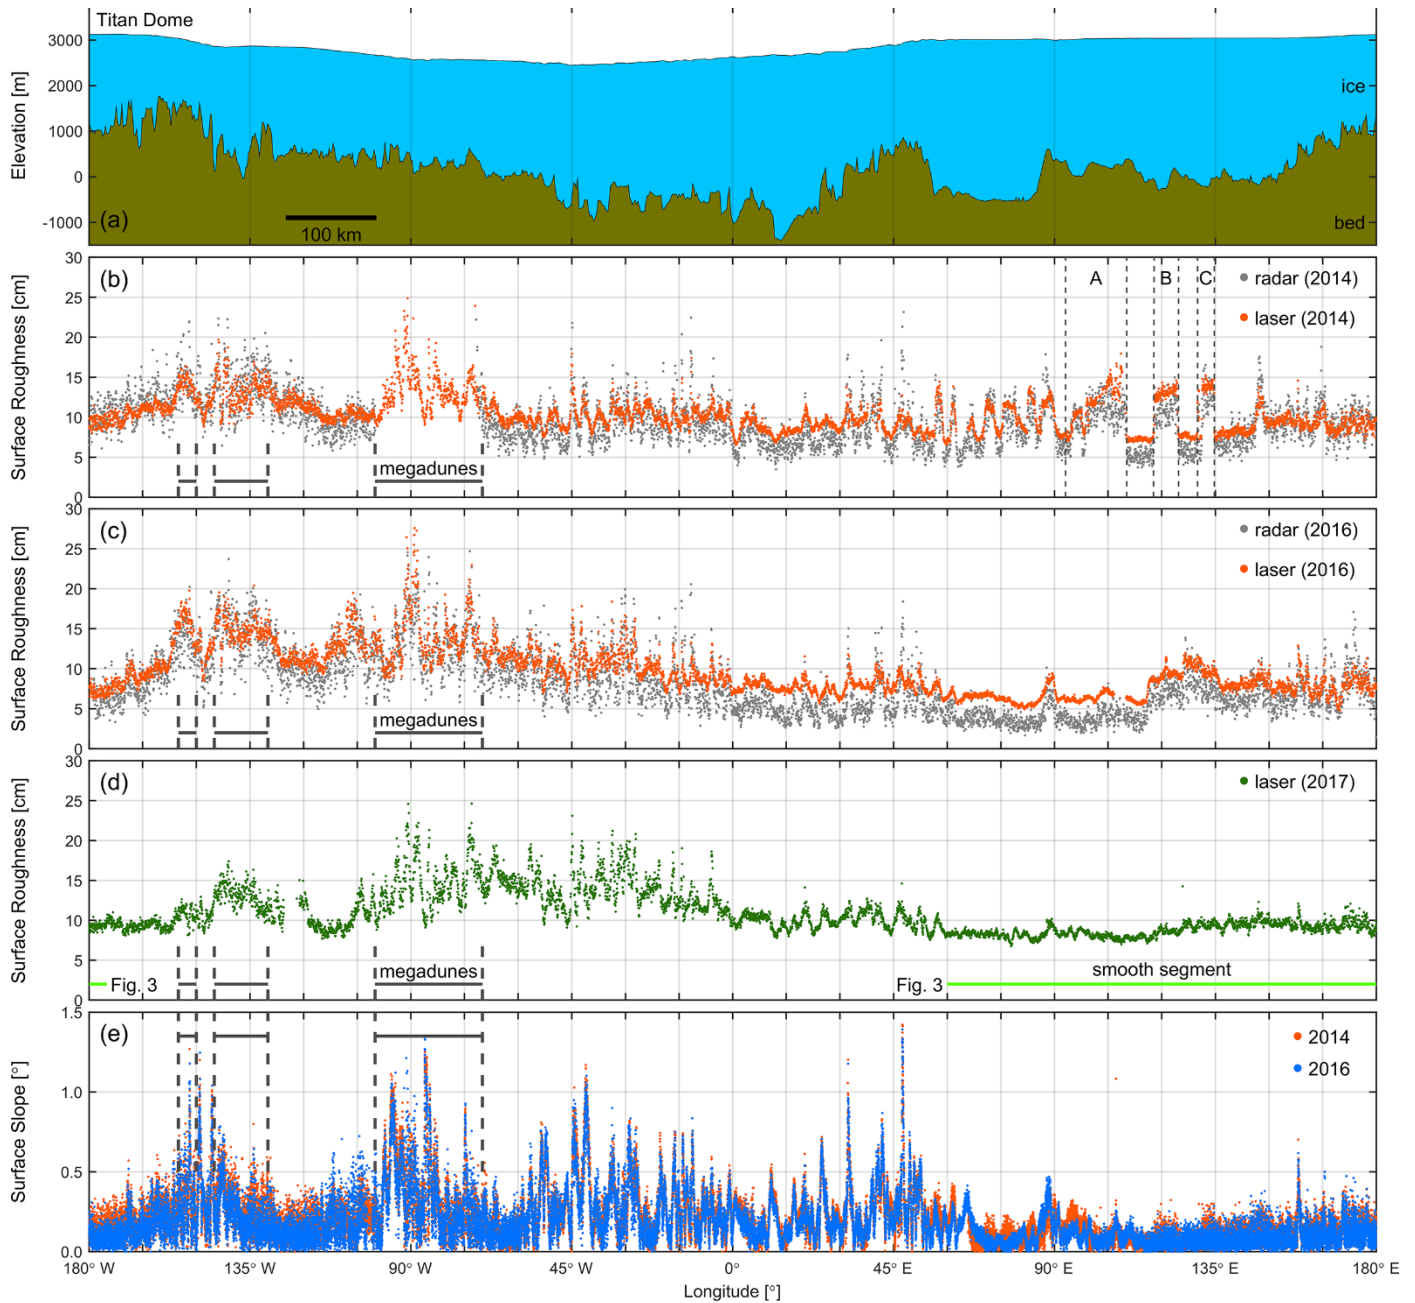 Titan Dome
3000
2000
1000
0
-1000
Elevation [m]
ice
bed
(a)
100 km
30
25
20
15
10
5
0
Surface Roughness [cm]
(b)
A
B
C
radar (2014)
laser (2014)
megadunes
30
25
20
15
10
5
0
Surface Roughness [cm]
(c)
radar (2016)
laser (2016)
megadunes
30
25
20
15
10
5
0
Surface Roughness [cm]
(d)
laser (2017)
megadunes
Fig. 3
Fig. 3
smooth segment
1.5
1.0
0.5
0.0
Surface Slope [°]
(e)
2014
2016
180° W
135° W
90° W
45° W
0°
45° E
90° E
135° E
180° E
Longitude [°]